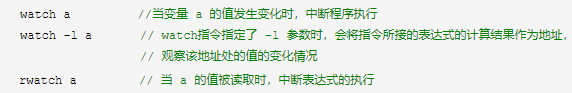 watch a //当变量 a 的值发生变化时，中断程序执行
watch -l a // watch指令指定了 -l 参数时，会将指令所接的表达式的计算结果作为地址，
// 观察该地址处的值的变化情况
rwatch a // 当 a 的值被读取时，中断表达式的执行